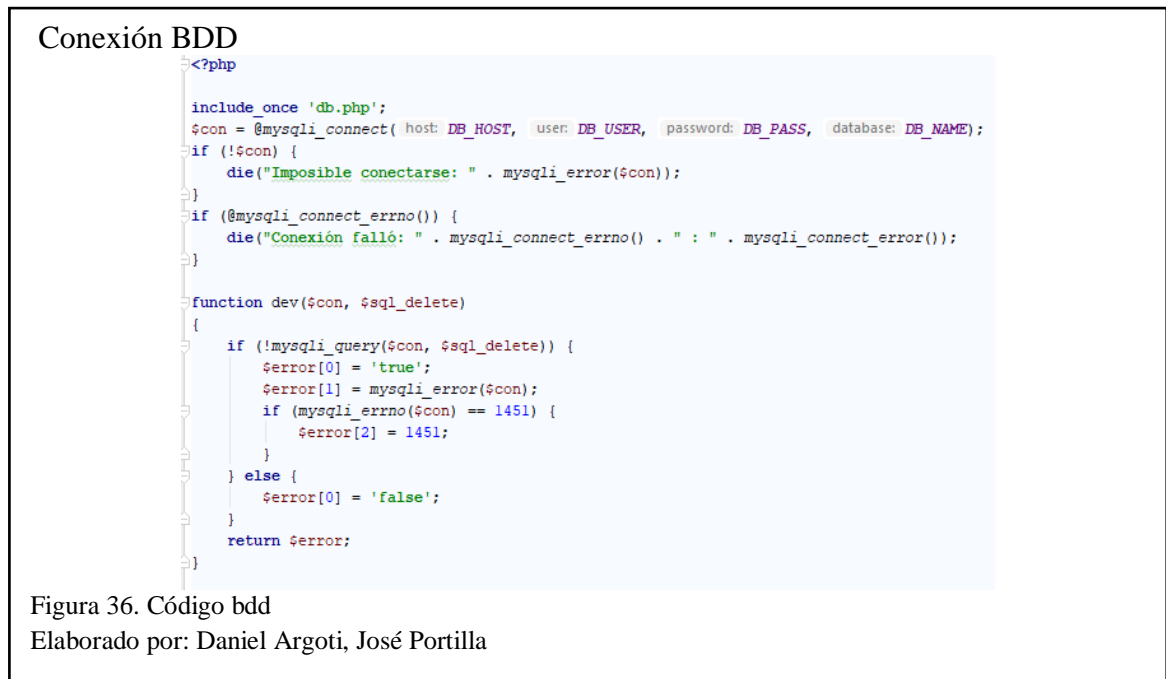 Conexión BDD
<?php
include_once 'db.php';
$con = @mysqli_connect( host: DB_HOST, user: DB_USER, password: DB_PASS, database: DB_NAME);
if (!$con) {
    die("Imposible conectarse: " . mysqli_error($con));
}
if (@mysqli_connect_errno()) {
    die("Conexión falló: " . mysqli_connect_errno() . " : " . mysqli_connect_error());
}
function dev($con, $sql_delete)
{
    if (!mysqli_query($con, $sql_delete)) {
        $error[0] = 'true';
        $error[1] = mysqli_error($con);
        if (mysqli_errno($con) == 1451) {
            $error[2] = 1451;
        }
    } else {
        $error[0] = 'false';
    }
    return $error;
}
Figura 36. Código bdd
Elaborado por: Daniel Argoti, José Portilla